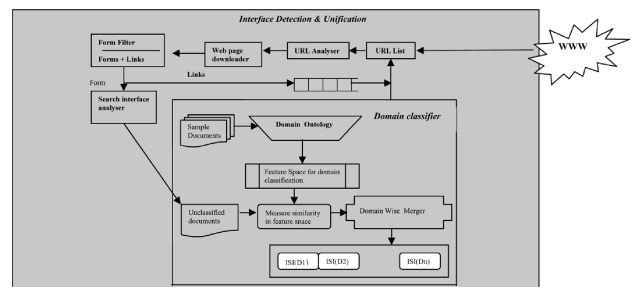 Interface Detection & Unification
Form Filter
Forms + Links
Web page
downloader
URL Analyser
URL List
WWW
Links
Form
Search interface
analyser
Domain classifier
Sample
Documents
Domain Ontology
Feature Space for domain
classification
Unclassified
documents
Measure similarity
in feature space
Domain Wise Merger
ISI(D1)
ISI(D2)
ISI(Dn)